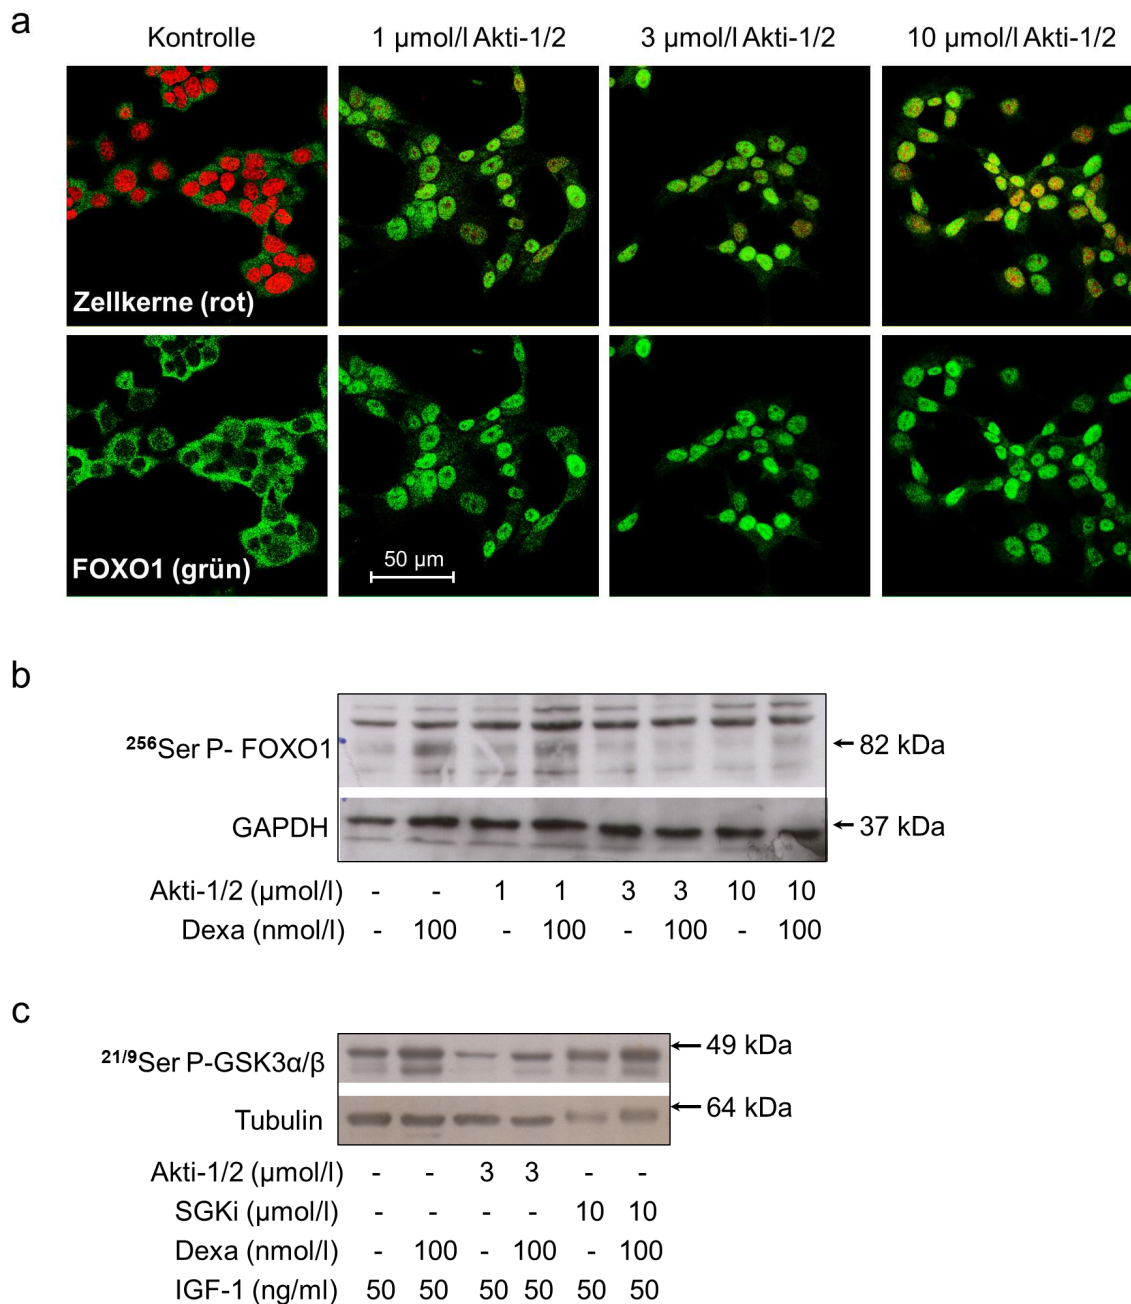 a
Kontrolle 1 µmol/l Akti-1/2 3 µmol/l Akti-1/2 10 µmol/l Akti-1/2
Zellkerne (rot)
FOXO1 (grün)
50 µm
b
²⁵⁶Ser P- FOXO1
82 kDa
GAPDH
37 kDa
Akti-1/2 (µmol/l) - - 1 1 3 3 10 10
Dexa (nmol/l) - 100 - 100 - 100 - 100
c
²¹/⁹Ser P-GSK3α/β
49 kDa
Tubulin
64 kDa
Akti-1/2 (µmol/l) - - 3 3 - -
SGKi (µmol/l) - - - - 10 10
Dexa (nmol/l) - 100 - 100 - 100
IGF-1 (ng/ml) 50 50 50 50 50 50